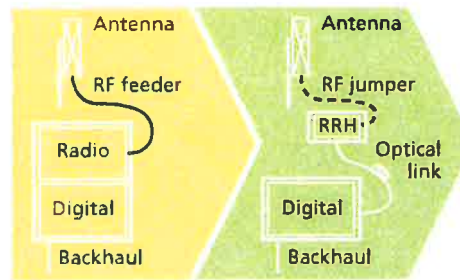 Antenna
RF feeder
Radio
Digital
Backhaul
Antenna
RF jumper
RRH
Optical
link
Digital
Backhaul